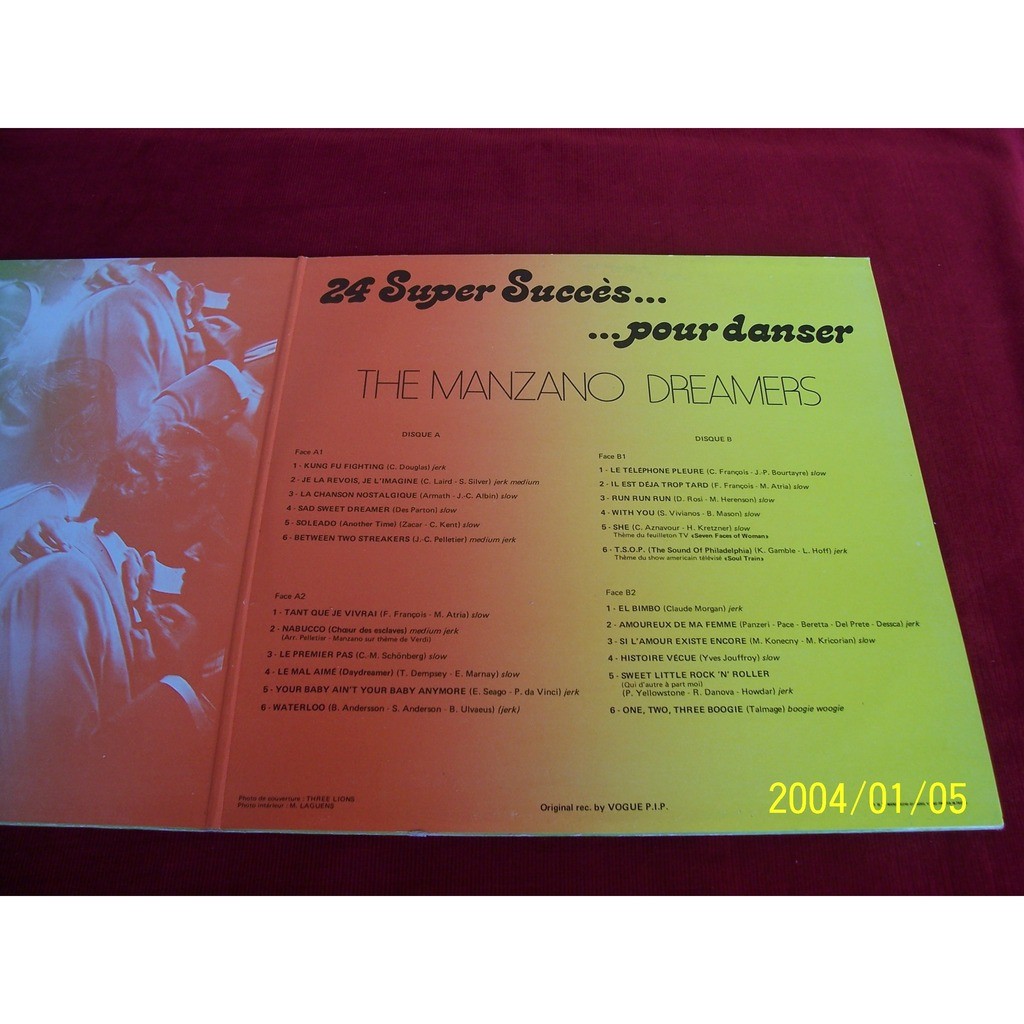 24 Super Succès...
...pour danser
THE MANZANO DREAMERS
DISQUE A
Face A1
1 - KUNG FU FIGHTING (C. Douglas) jerk
2 - JE LA REVOIS, JE L'IMAGINE (C. Laird - S. Silver) jerk medium
3 - LA CHANSON NOSTALGIQUE (Armath - J.-C. Albin) slow
4 - SAD SWEET DREAMER (Des Parton) slow
5 - SOLEADO (Another Time) (Zacar - C. Kent) slow
6 - BETWEEN TWO STREAKERS (J.-C. Pelletier) medium jerk
Face A2
1 - TANT QUE JE VIVRAI (F. François - M. Atria) slow
2 - NABUCCO (Chœur des esclaves) medium jerk
(Arr. Pelletier - Manzano sur thème de Verdi)
3 - LE PREMIER PAS (C.-M. Schönberg) slow
4 - LE MAL AIMÉ (Daydreamer) (T. Dempsey - E. Marnay) slow
5 - YOUR BABY AIN'T YOUR BABY ANYMORE (E. Seago - P. da Vinci) jerk
6 - WATERLOO (B. Andersson - S. Anderson - B. Ulvaeus) (jerk)
DISQUE B
Face B1
1 - LE TÉLÉPHONE PLEURE (C. François - J.-P. Bourtayre) slow
2 - IL EST DÉJA TROP TARD (F. François - M. Atria) slow
3 - RUN RUN RUN (D. Rosi - M. Herenson) slow
4 - WITH YOU (S. Vivianos - B. Mason) slow
5 - SHE (C. Aznavour - H. Kretzner) slow
Thème du feuilleton TV «Seven Faces of Woman»
6 - T.S.O.P. (The Sound Of Philadelphia) (K. Gamble - L. Hoff) jerk
Thème du show americain télévisé «Soul Train»
Face B2
1 - EL BIMBO (Claude Morgan) jerk
2 - AMOUREUX DE MA FEMME (Panzeri - Pace - Beretta - Del Prete - Dessca) jerk
3 - SI L'AMOUR EXISTE ENCORE (M. Konecny - M. Kricorian) slow
4 - HISTOIRE VÉCUE (Yves Jouffroy) slow
5 - SWEET LITTLE ROCK 'N' ROLLER
(Qui d'autre à part moi)
(P. Yellowstone - R. Danova - Howdar) jerk
6 - ONE, TWO, THREE BOOGIE (Talmage) boogie woogie
Photo de couverture : THREE LIONS
Photo intérieur : M. LAGUENS
Original rec. by VOGUE P.I.P.
2004/01/05